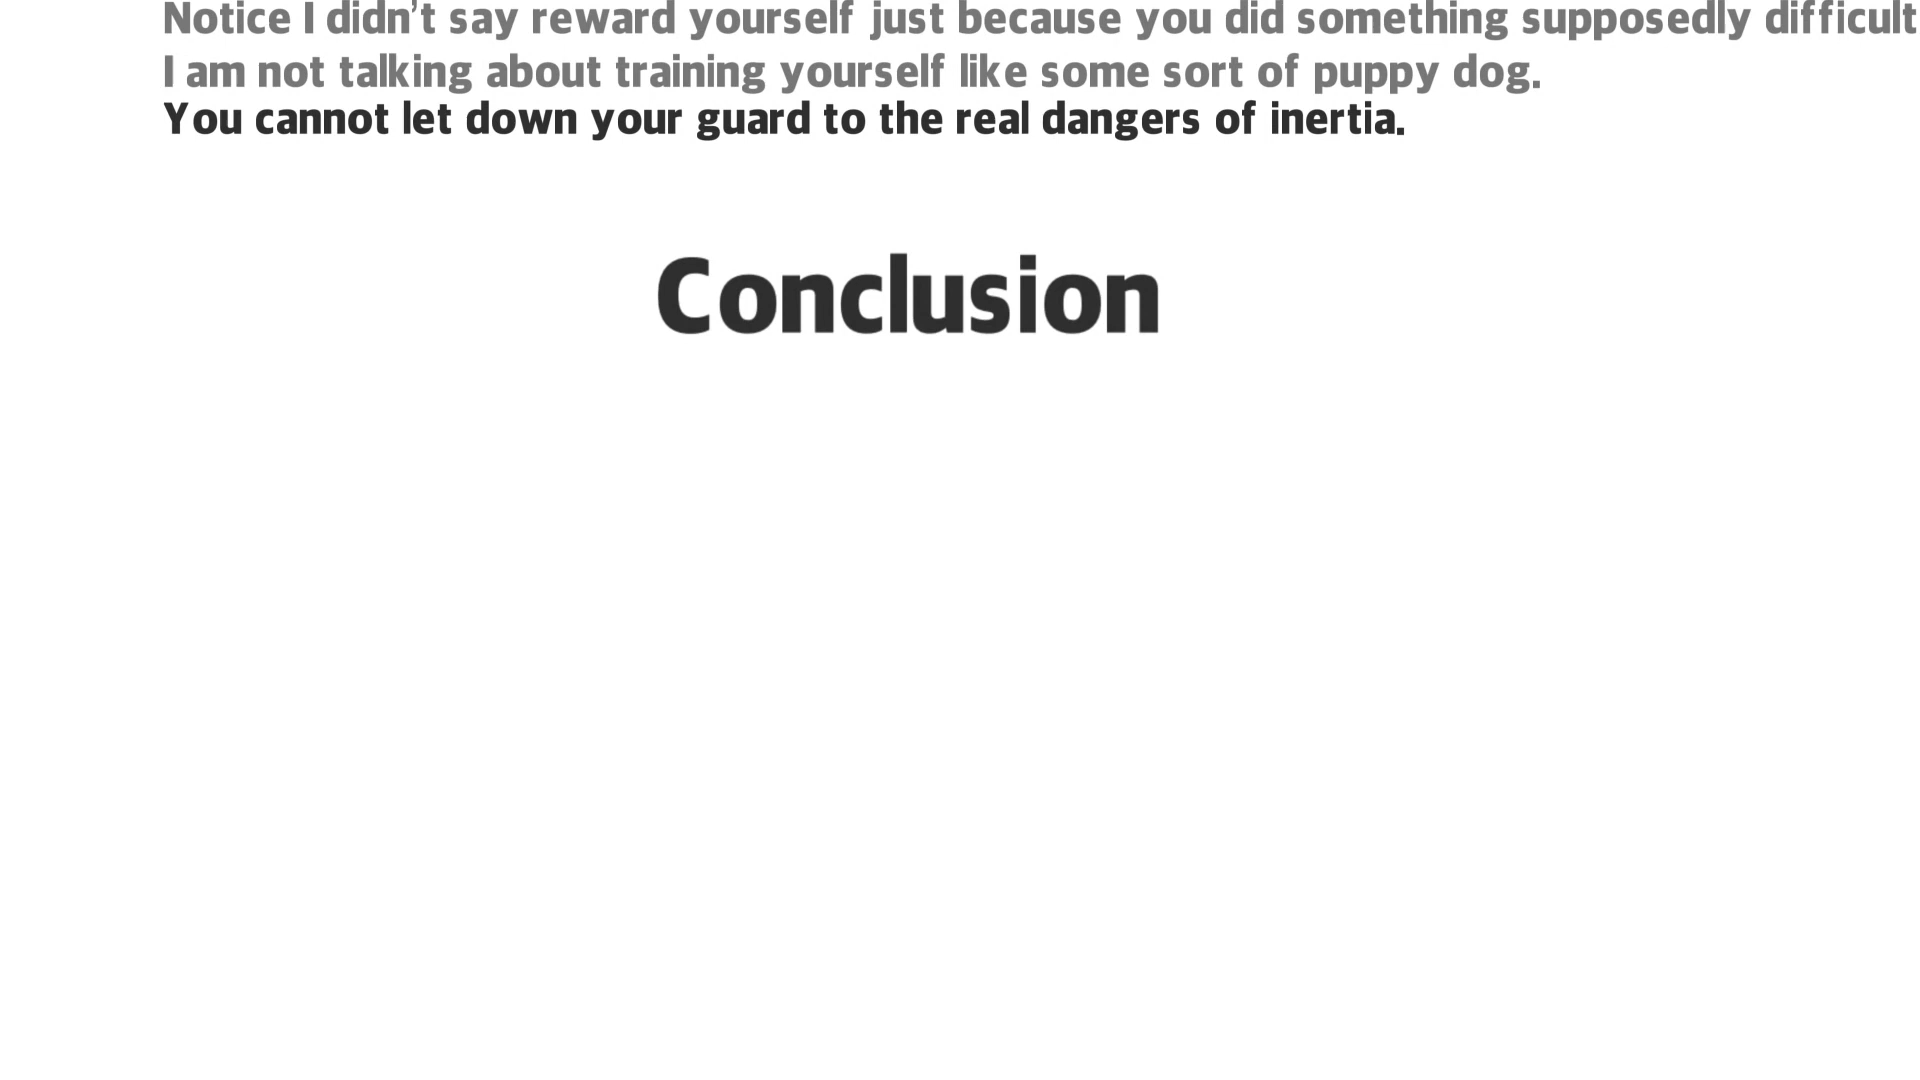 Notice I didn't say reward yourself just because you did something supposedly difficult
I am not talking about training yourself like some sort of puppy dog.
You cannot let down your guard to the real dangers of inertia.
Conclusion